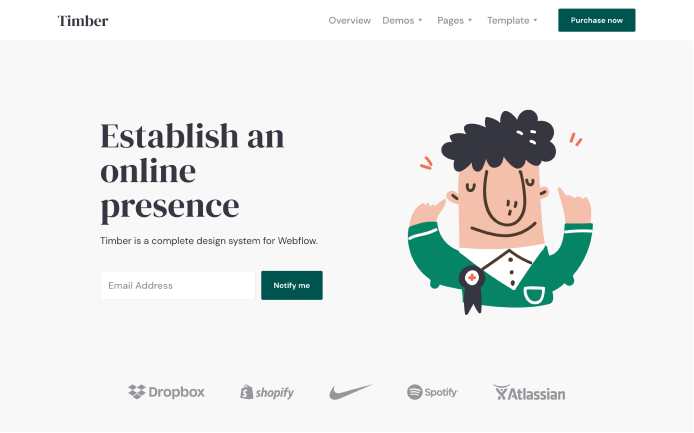 Timber
Overview Demos Pages Template Purchase now
Establish an
online
presence
Timber is a complete design system for Webflow.
Email Address Notify me
Dropbox shopify Spotify Atlassian